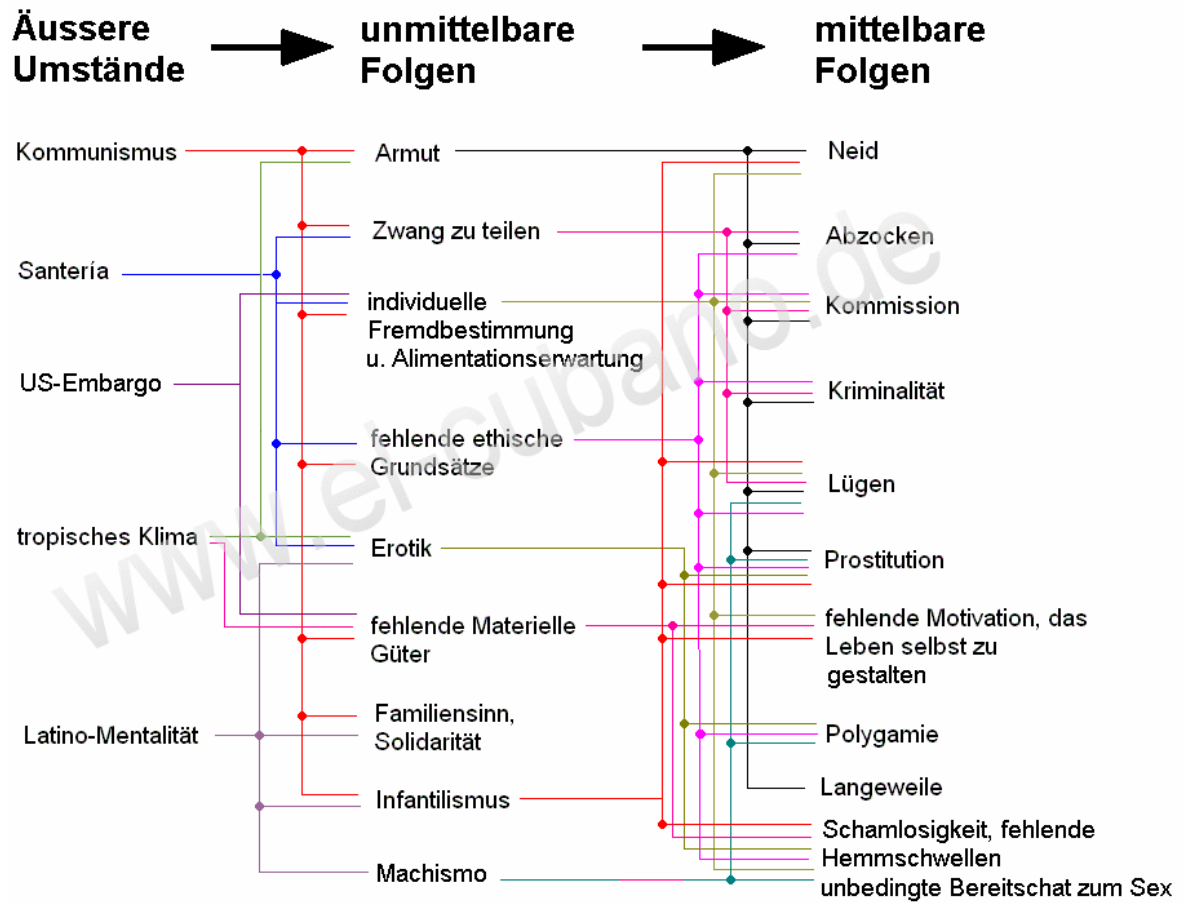 Äussere
Umstände
unmittelbare
Folgen
mittelbare
Folgen
Kommunismus
Santería
US-Embargo
tropisches Klima
Latino-Mentalität
Armut
Zwang zu teilen
individuelle
Fremdbestimmung
u. Alimentationserwartung
fehlende ethische
Grundsätze
Erotik
fehlende Materielle
Güter
Familiensinn,
Solidarität
Infantilismus
Machismo
Neid
Abzocken
Kommission
Kriminalität
Lügen
Prostitution
fehlende Motivation, das
Leben selbst zu
gestalten
Polygamie
Langeweile
Schamlosigkeit, fehlende
Hemmschwellen
unbedingte Bereitschat zum Sex
www.el-cubano.de